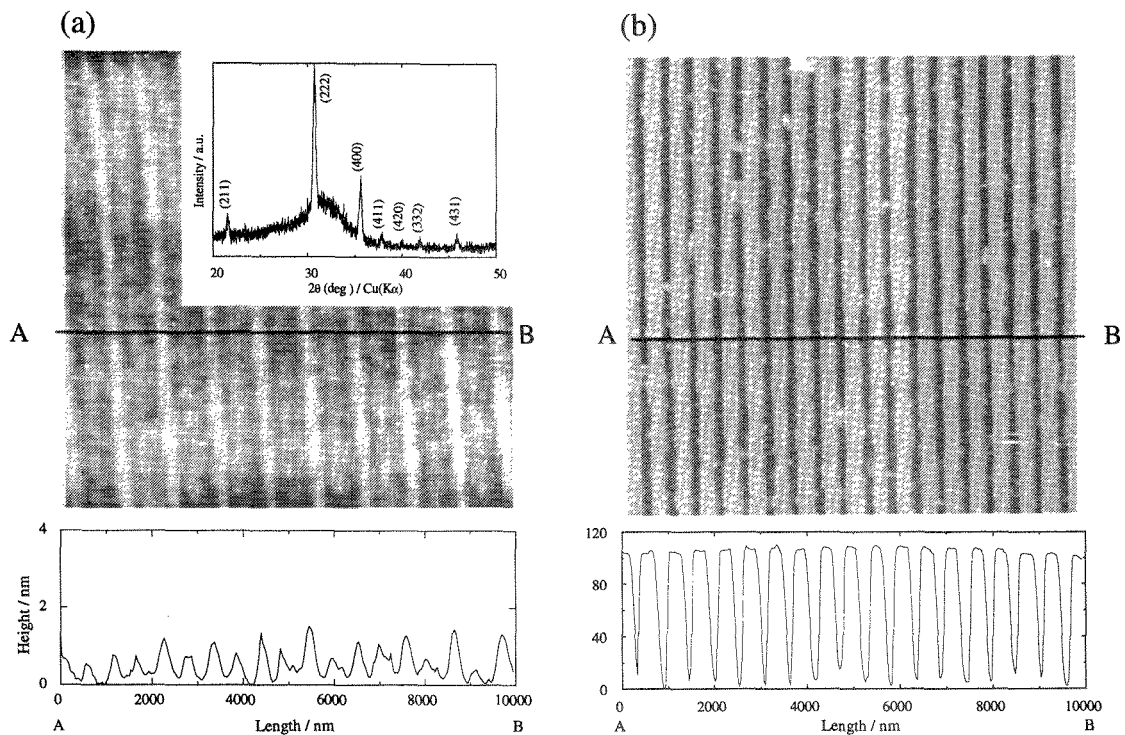 (a)
(b)
Intensity / a.u.
(211)
(222)
(400)
(411)
(420)
(332)
(431)
20 30 40 50
2θ (deg) / Cu(Kα)
A B
A B
Height / nm
4
2
0
0 2000 4000 6000 8000 10000
A Length / nm B
120
80
40
0
0 2000 4000 6000 8000 10000
A Length / nm B